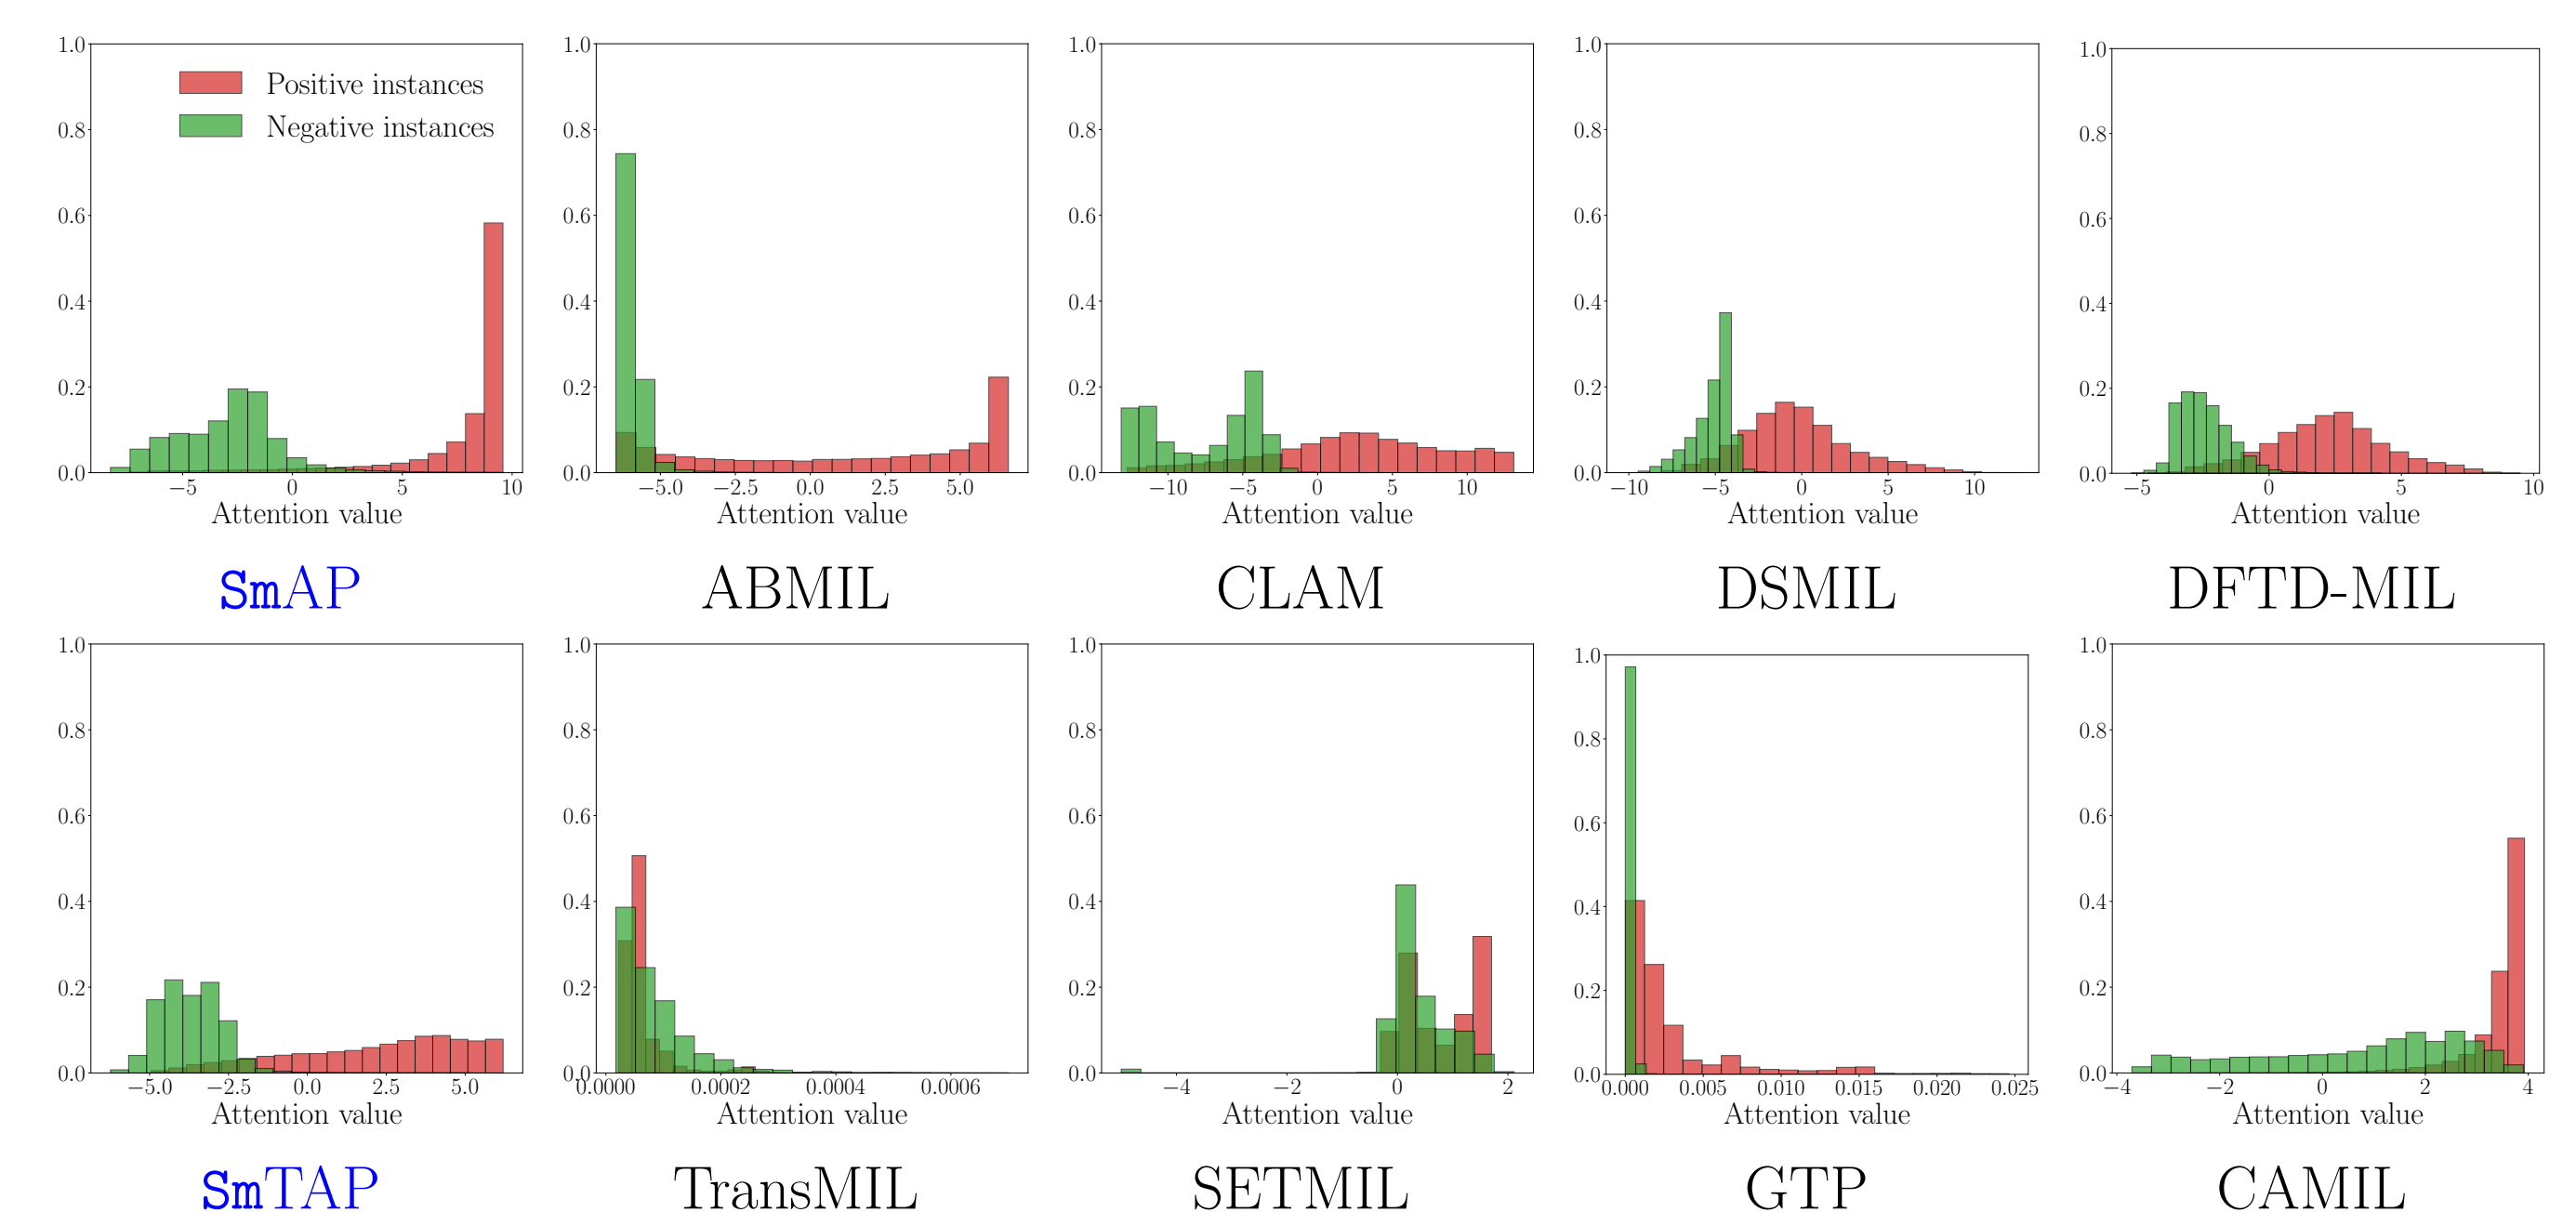 1.0
0.8
0.6
0.4
0.2
0.0
−5 0 5 10
Attention value
Positive instances
Negative instances
SmAP
1.0
0.8
0.6
0.4
0.2
0.0
−5.0 −2.5 0.0 2.5 5.0
Attention value
ABMIL
1.0
0.8
0.6
0.4
0.2
0.0
−10 −5 0 5 10
Attention value
CLAM
1.0
0.8
0.6
0.4
0.2
0.0
−10 −5 0 5 10
Attention value
DSMIL
1.0
0.8
0.6
0.4
0.2
0.0
−5 0 5 10
Attention value
DFTD-MIL
1.0
0.8
0.6
0.4
0.2
0.0
−5.0 −2.5 0.0 2.5 5.0
Attention value
SmTAP
1.0
0.8
0.6
0.4
0.2
0.0
0.0000 0.0002 0.0004 0.0006
Attention value
TransMIL
1.0
0.8
0.6
0.4
0.2
0.0
−4 −2 0 2
Attention value
SETMIL
1.0
0.8
0.6
0.4
0.2
0.0
0.000 0.005 0.010 0.015 0.020 0.025
Attention value
GTP
1.0
0.8
0.6
0.4
0.2
0.0
−4 −2 0 2 4
Attention value
CAMIL